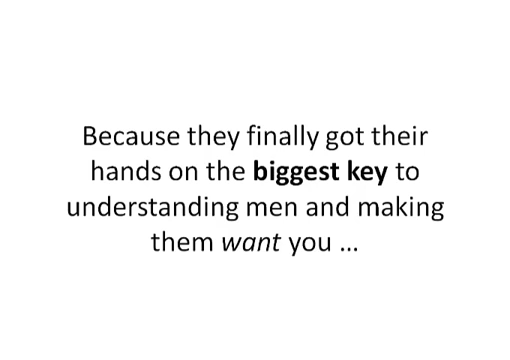 Because they finally got their
hands on the biggest key to
understanding men and making
them want you ...